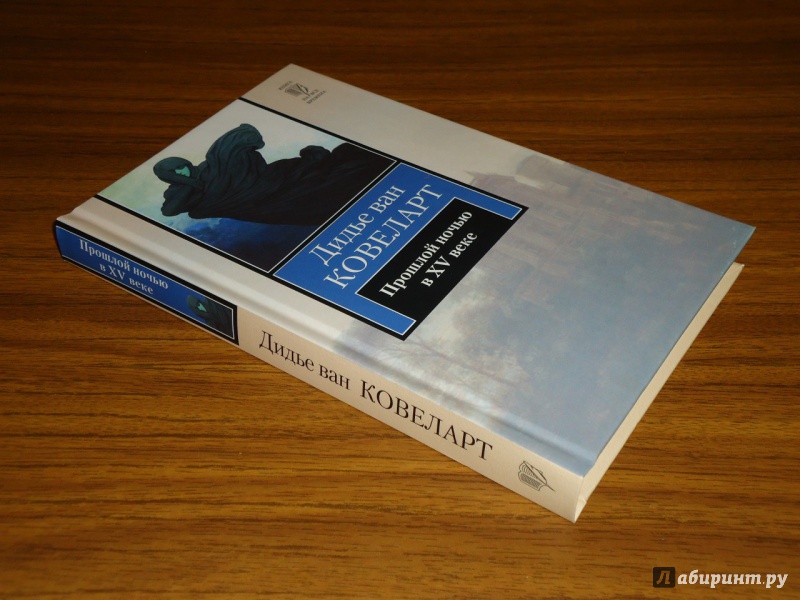 Дидье ван
КОВЕЛАРТ
Прошлой ночью
в XV веке
Прошлой ночью
в XV веке
Дидье ван КОВЕЛАРТ
Лабиринт.ру